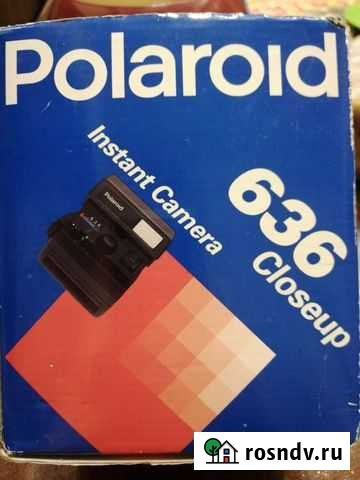 Polaroid
Instant Camera
636
Closeup
Polaroid
rosndv.ru